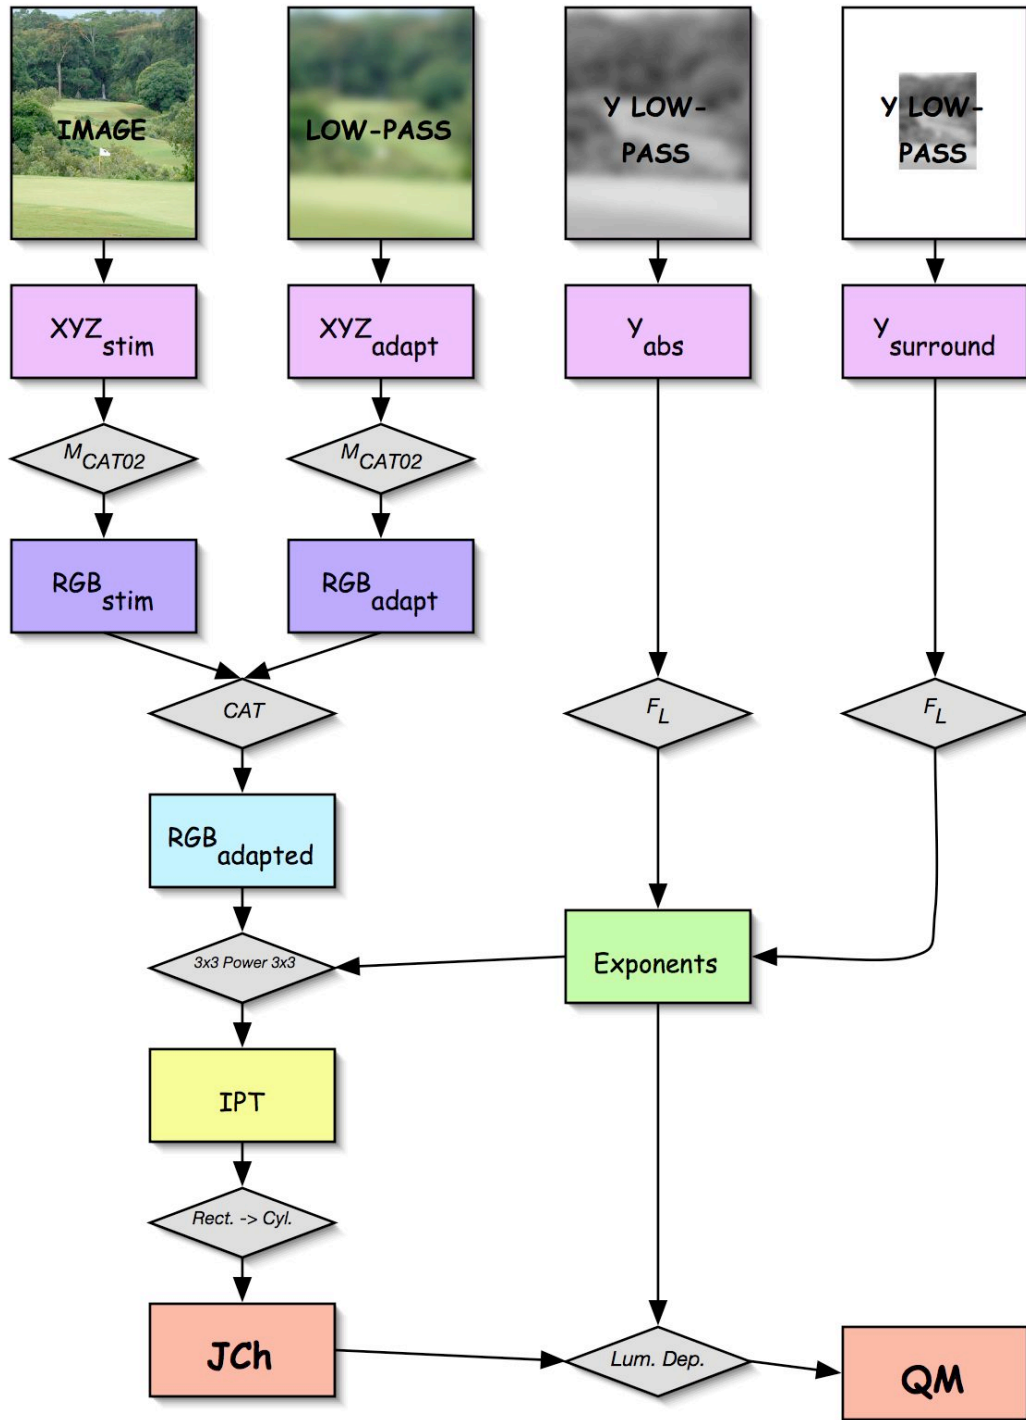 IMAGE
LOW-PASS
Y LOW-
PASS
Y LOW-
PASS
XYZstim
XYZadapt
Yabs
Ysurround
MCAT02
MCAT02
RGBstim
RGBadapt
CAT
FL
FL
RGBadapted
3x3 Power 3x3
Exponents
IPT
Rect. -> Cyl.
JCh
Lum. Dep.
QM